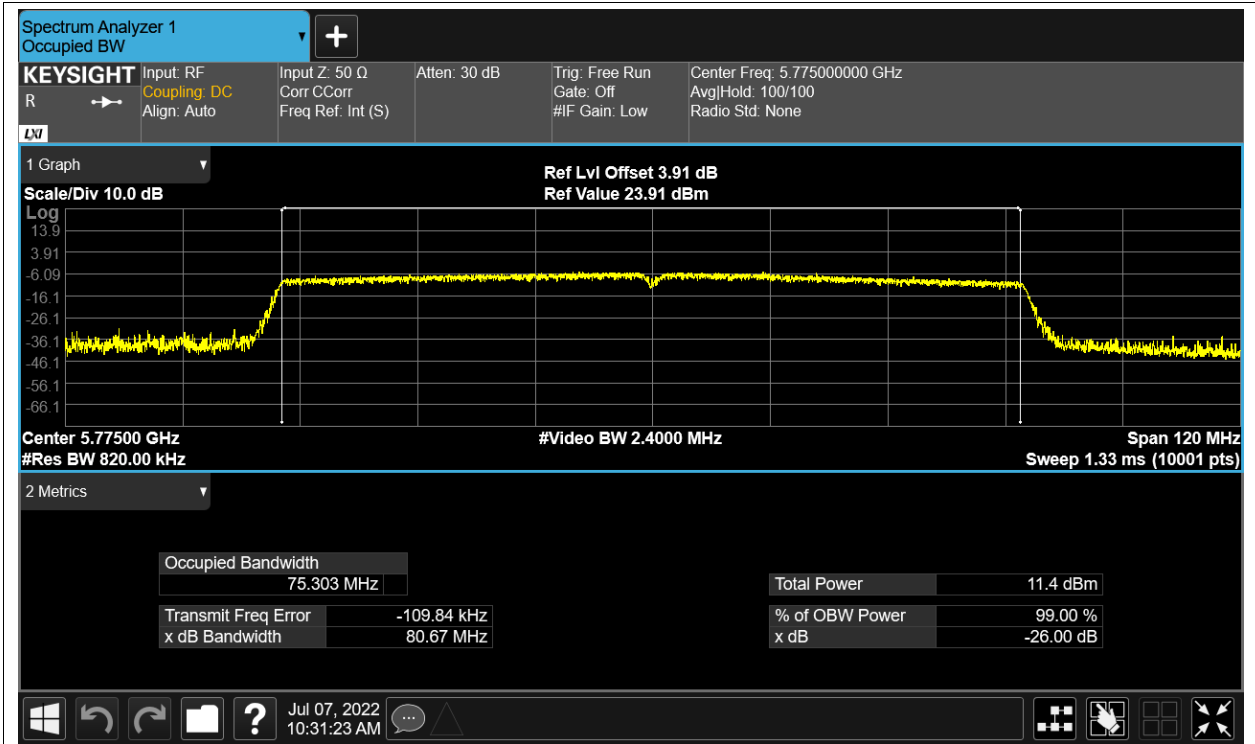 Spectrum Analyzer 1
Occupied BW
▼
+
KEYSIGHT
R
LXI
Input: RF
Coupling: DC
Align: Auto
Input Z: 50 Ω
Corr CCorr
Freq Ref: Int (S)
Atten: 30 dB
Trig: Free Run
Gate: Off
#IF Gain: Low
Center Freq: 5.775000000 GHz
Avg|Hold: 100/100
Radio Std: None
1 Graph ▼
Ref Lvl Offset 3.91 dB
Scale/Div 10.0 dB
Ref Value 23.91 dBm
Log
13.9
3.91
-6.09
-16.1
-26.1
-36.1
-46.1
-56.1
-66.1
Center 5.77500 GHz
#Video BW 2.4000 MHz
Span 120 MHz
#Res BW 820.00 kHz
Sweep 1.33 ms (10001 pts)
2 Metrics ▼
Occupied Bandwidth
75.303 MHz
Transmit Freq Error -109.84 kHz
x dB Bandwidth 80.67 MHz
Total Power 11.4 dBm
% of OBW Power 99.00 %
x dB -26.00 dB
?
Jul 07, 2022
10:31:23 AM